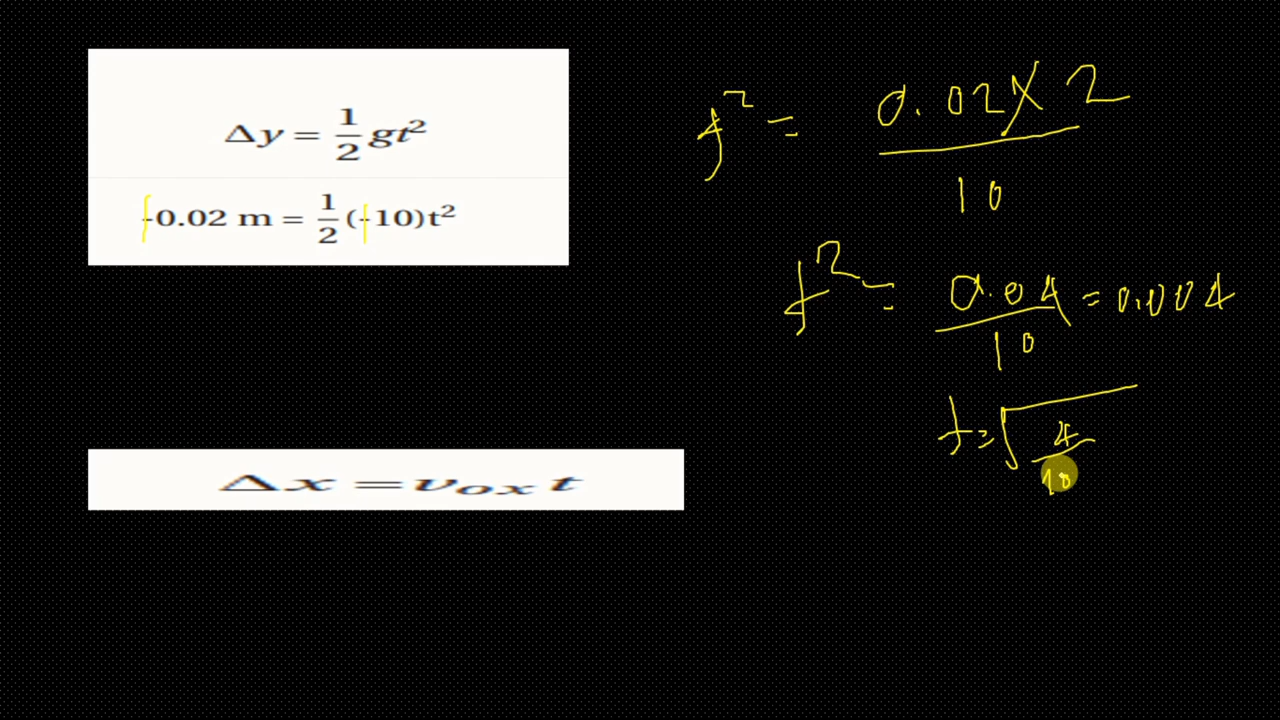 Δy = 1/2 gt²
-0.02 m = 1/2 (-10)t²
t² = 0.02 X 2 / 10
t² = 0.04 / 10 = 0.004
t = √ 4 / 10
Δx = v₀ₓ t